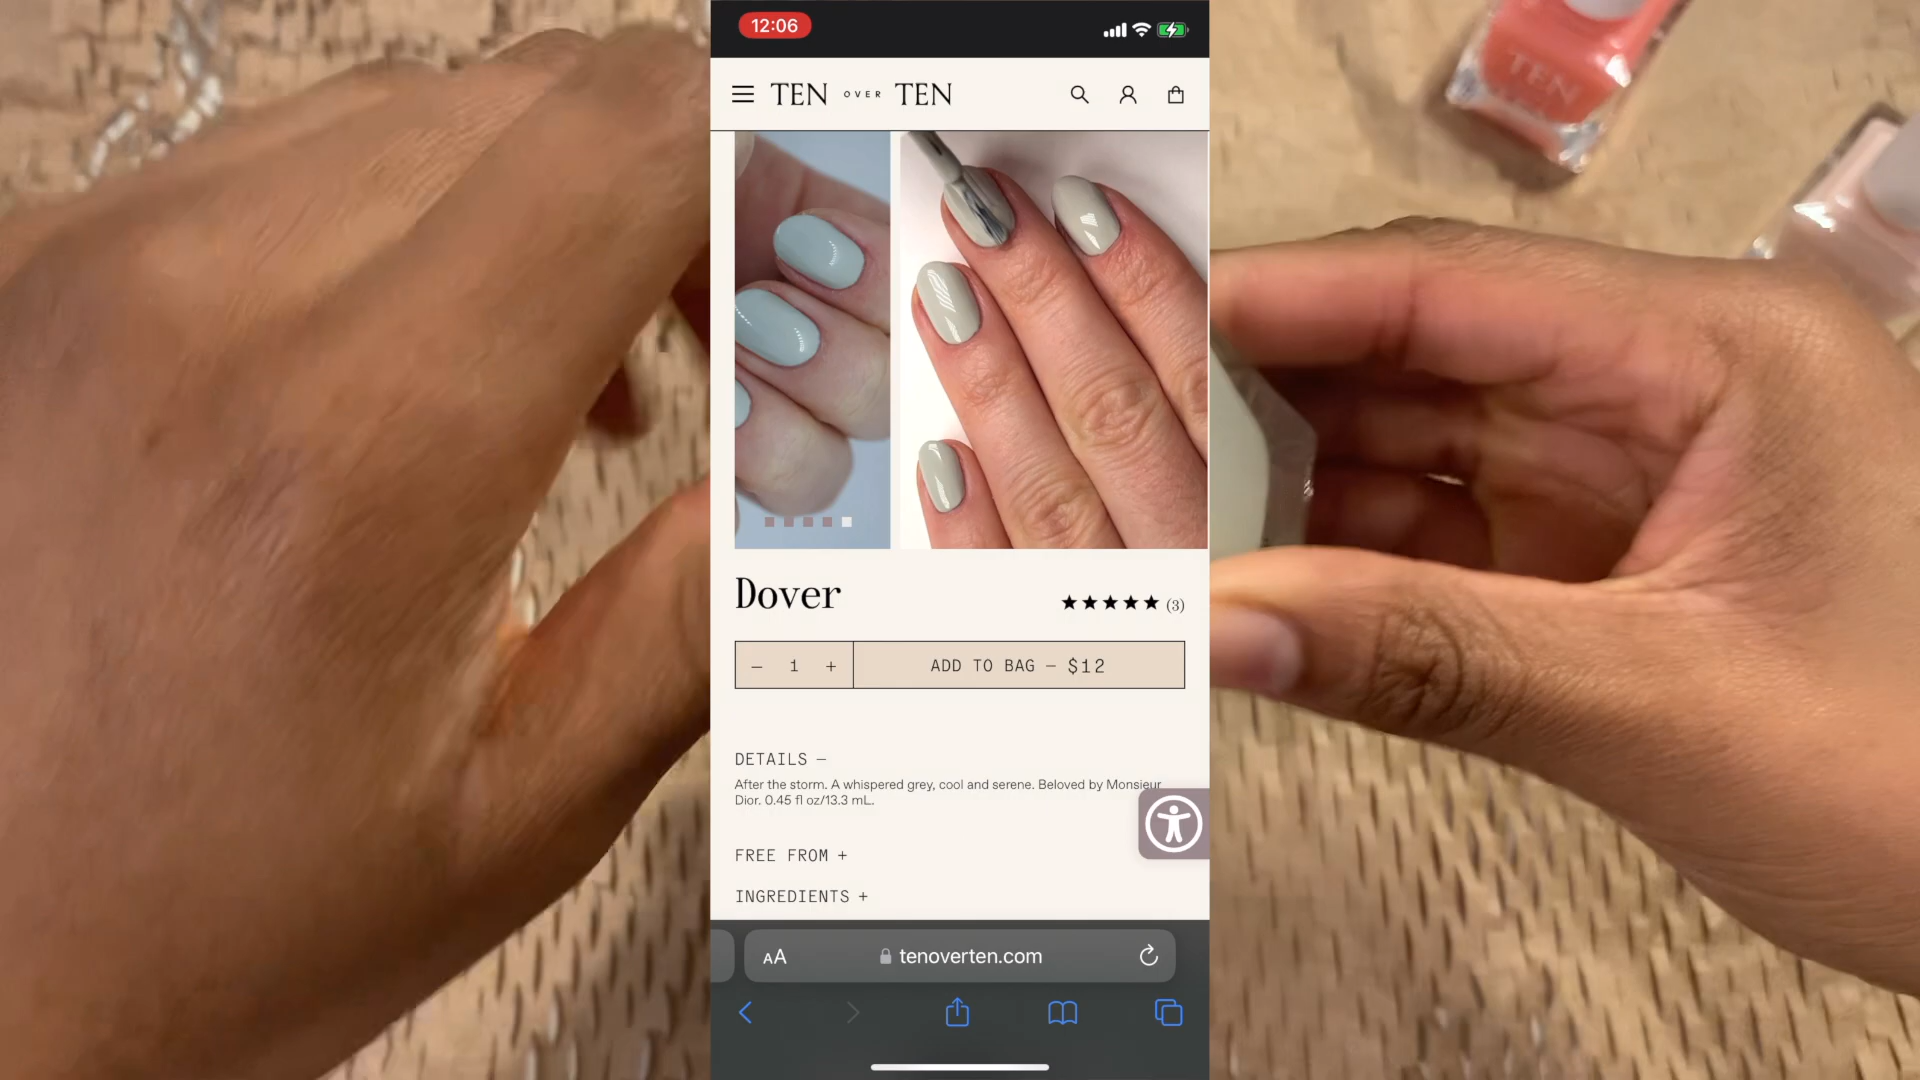 12:06
TEN OVER TEN
Dover
(3)
– 1 + ADD TO BAG – $12
DETAILS –
After the storm. A whispered grey, cool and serene. Beloved by Monsieur
Dior. 0.45 fl oz/13.3 mL.
FREE FROM +
INGREDIENTS +
AA tenoverten.com
TEN